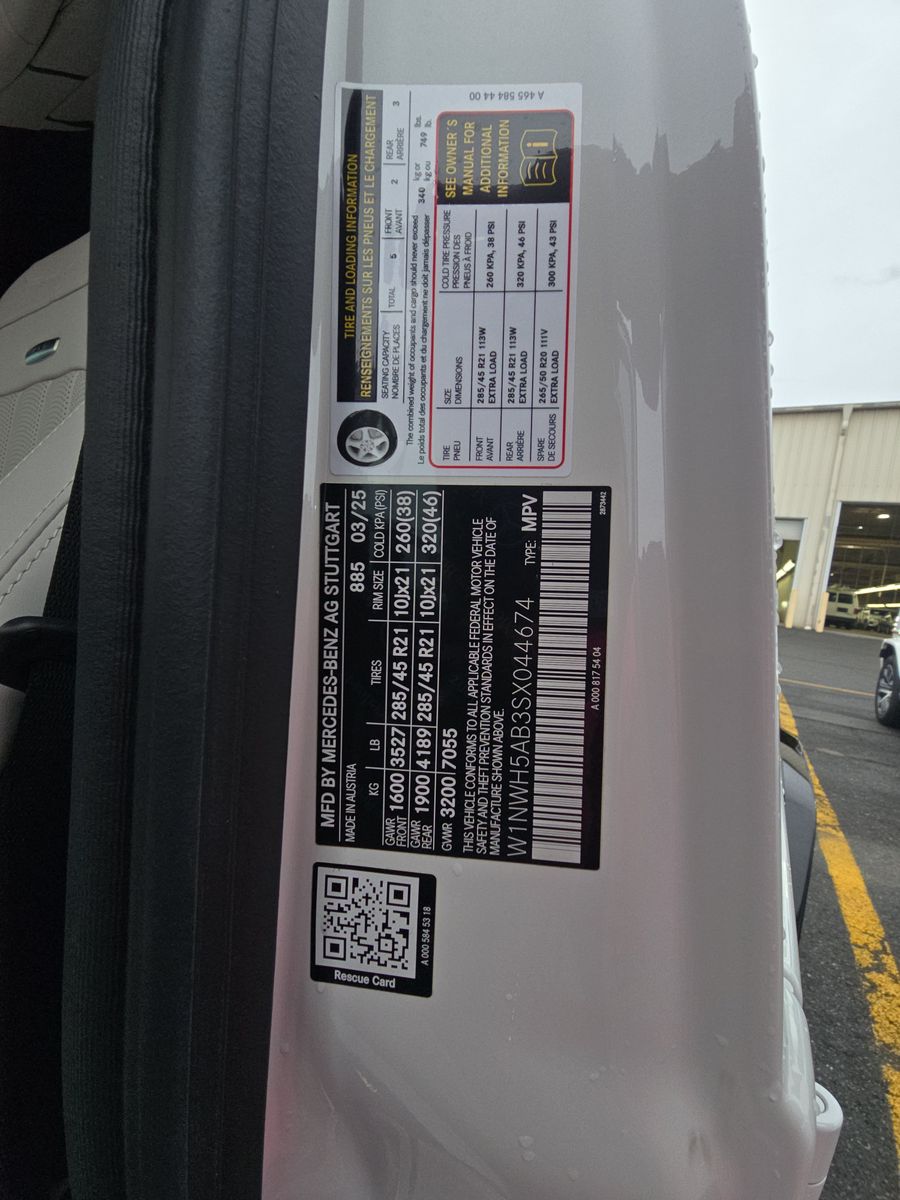 A 465 584 44 00
TIRE AND LOADING INFORMATION
RENSEIGNEMENTS SUR LES PNEUS ET LE CHARGEMENT
SEATING CAPACITY
NOMBRE DE PLACES
TOTAL 5
FRONT
AVANT
2
REAR
ARRIÈRE
3
The combined weight of occupants and cargo should never exceed 340 kg or 749 lbs.
Le poids total des occupants et du chargement ne doit jamais dépasser kg ou lb.
TIRE
PNEU
SIZE
DIMENSIONS
COLD TIRE PRESSURE
PRESSION DES
PNEUS À FROID
FRONT
AVANT
285/45 R21 113W
EXTRA LOAD
260 KPA, 38 PSI
REAR
ARRIÈRE
285/45 R21 113W
EXTRA LOAD
320 KPA, 46 PSI
SPARE
DE SECOURS
265/50 R20 111V
EXTRA LOAD
300 KPA, 43 PSI
SEE OWNER'S
MANUAL FOR
ADDITIONAL
INFORMATION
MFD BY MERCEDES-BENZ AG STUTTGART
MADE IN AUSTRIA 885 03/25
KG LB TIRES RIM SIZE COLD KPA(PSI)
GAWR
FRONT
1600 3527 285/45 R21 10Jx21 260(38)
GAWR
REAR
1900 4189 285/45 R21 10Jx21 320(46)
GVWR 3200 7055
THIS VEHICLE CONFORMS TO ALL APPLICABLE FEDERAL MOTOR VEHICLE
SAFETY AND THEFT PREVENTION STANDARDS IN EFFECT ON THE DATE OF
MANUFACTURE SHOWN ABOVE.
W1NWH5AB3SX044674 TYPE: MPV
A 000 817 54 04
2873442
Rescue Card
A 000 584 53 18